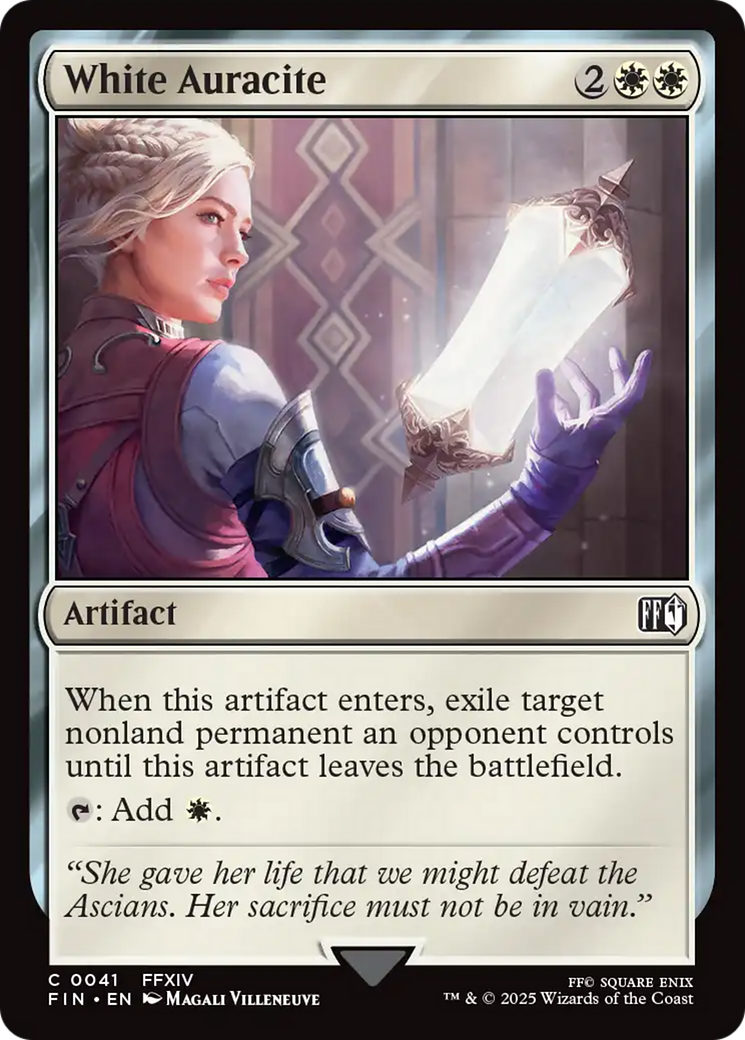 White Auracite 2
Artifact FF
When this artifact enters, exile target
nonland permanent an opponent controls
until this artifact leaves the battlefield.
: Add .
“She gave her life that we might defeat the
Ascians. Her sacrifice must not be in vain.”
C 0041 FFXIV
FIN • EN Magali Villeneuve
FF© SQUARE ENIX
™ & © 2025 Wizards of the Coast